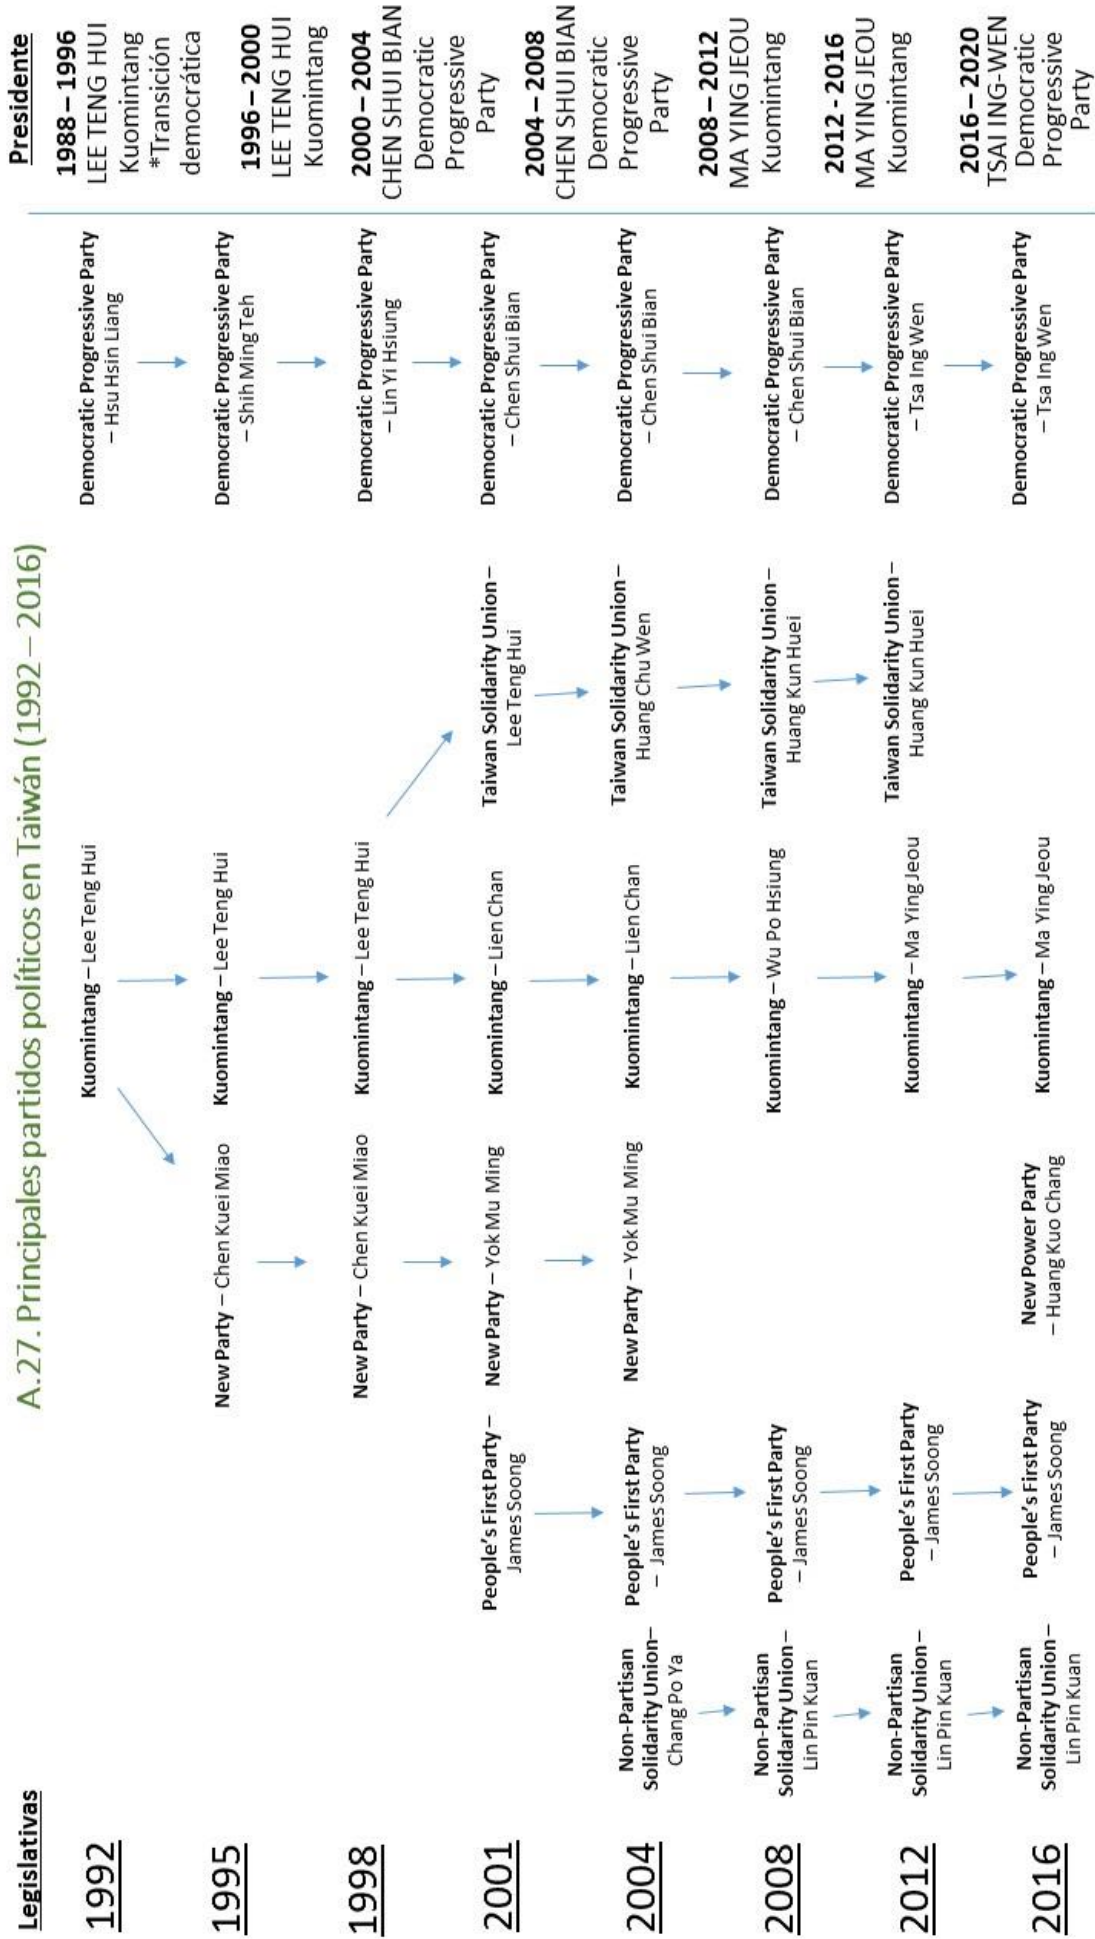 A.27. Principales partidos políticos en Taiwán (1992 – 2016)
Legislativas
Presidente
1992
Kuomintang – Lee Teng Hui
Democratic Progressive Party
– Hsu Hsin Liang
1988 – 1996
LEE TENG HUI
Kuomintang
*Transición
democrática
1995
New Party – Chen Kuei Miao
Kuomintang – Lee Teng Hui
Democratic Progressive Party
– Shih Ming Teh
1996 – 2000
LEE TENG HUI
Kuomintang
1998
New Party – Chen Kuei Miao
Kuomintang – Lee Teng Hui
Democratic Progressive Party
– Lin Yi Hsiung
2000 – 2004
CHEN SHUI BIAN
Democratic
Progressive
Party
2001
People's First Party –
James Soong
New Party – Yok Mu Ming
Kuomintang – Lien Chan
Taiwan Solidarity Union –
Lee Teng Hui
Democratic Progressive Party
– Chen Shui Bian
2004 – 2008
CHEN SHUI BIAN
Democratic
Progressive
Party
2004
Non-Partisan
Solidarity Union –
Chang Po Ya
People's First Party
– James Soong
New Party – Yok Mu Ming
Kuomintang – Lien Chan
Taiwan Solidarity Union –
Huang Chu Wen
Democratic Progressive Party
– Chen Shui Bian
2008 – 2012
MA YING JEOU
Kuomintang
2008
Non-Partisan
Solidarity Union –
Lin Pin Kuan
People's First Party
– James Soong
Kuomintang – Wu Po Hsiung
Taiwan Solidarity Union –
Huang Kun Huei
Democratic Progressive Party
– Chen Shui Bian
2012 - 2016
MA YING JEOU
Kuomintang
2012
Non-Partisan
Solidarity Union –
Lin Pin Kuan
People's First Party
– James Soong
Kuomintang – Ma Ying Jeou
Taiwan Solidarity Union –
Huang Kun Huei
Democratic Progressive Party
– Tsa Ing Wen
2016 – 2020
TSAI ING-WEN
Democratic
Progressive
Party
2016
Non-Partisan
Solidarity Union –
Lin Pin Kuan
People's First Party
– James Soong
New Power Party
– Huang Kuo Chang
Kuomintang – Ma Ying Jeou
Democratic Progressive Party
– Tsa Ing Wen